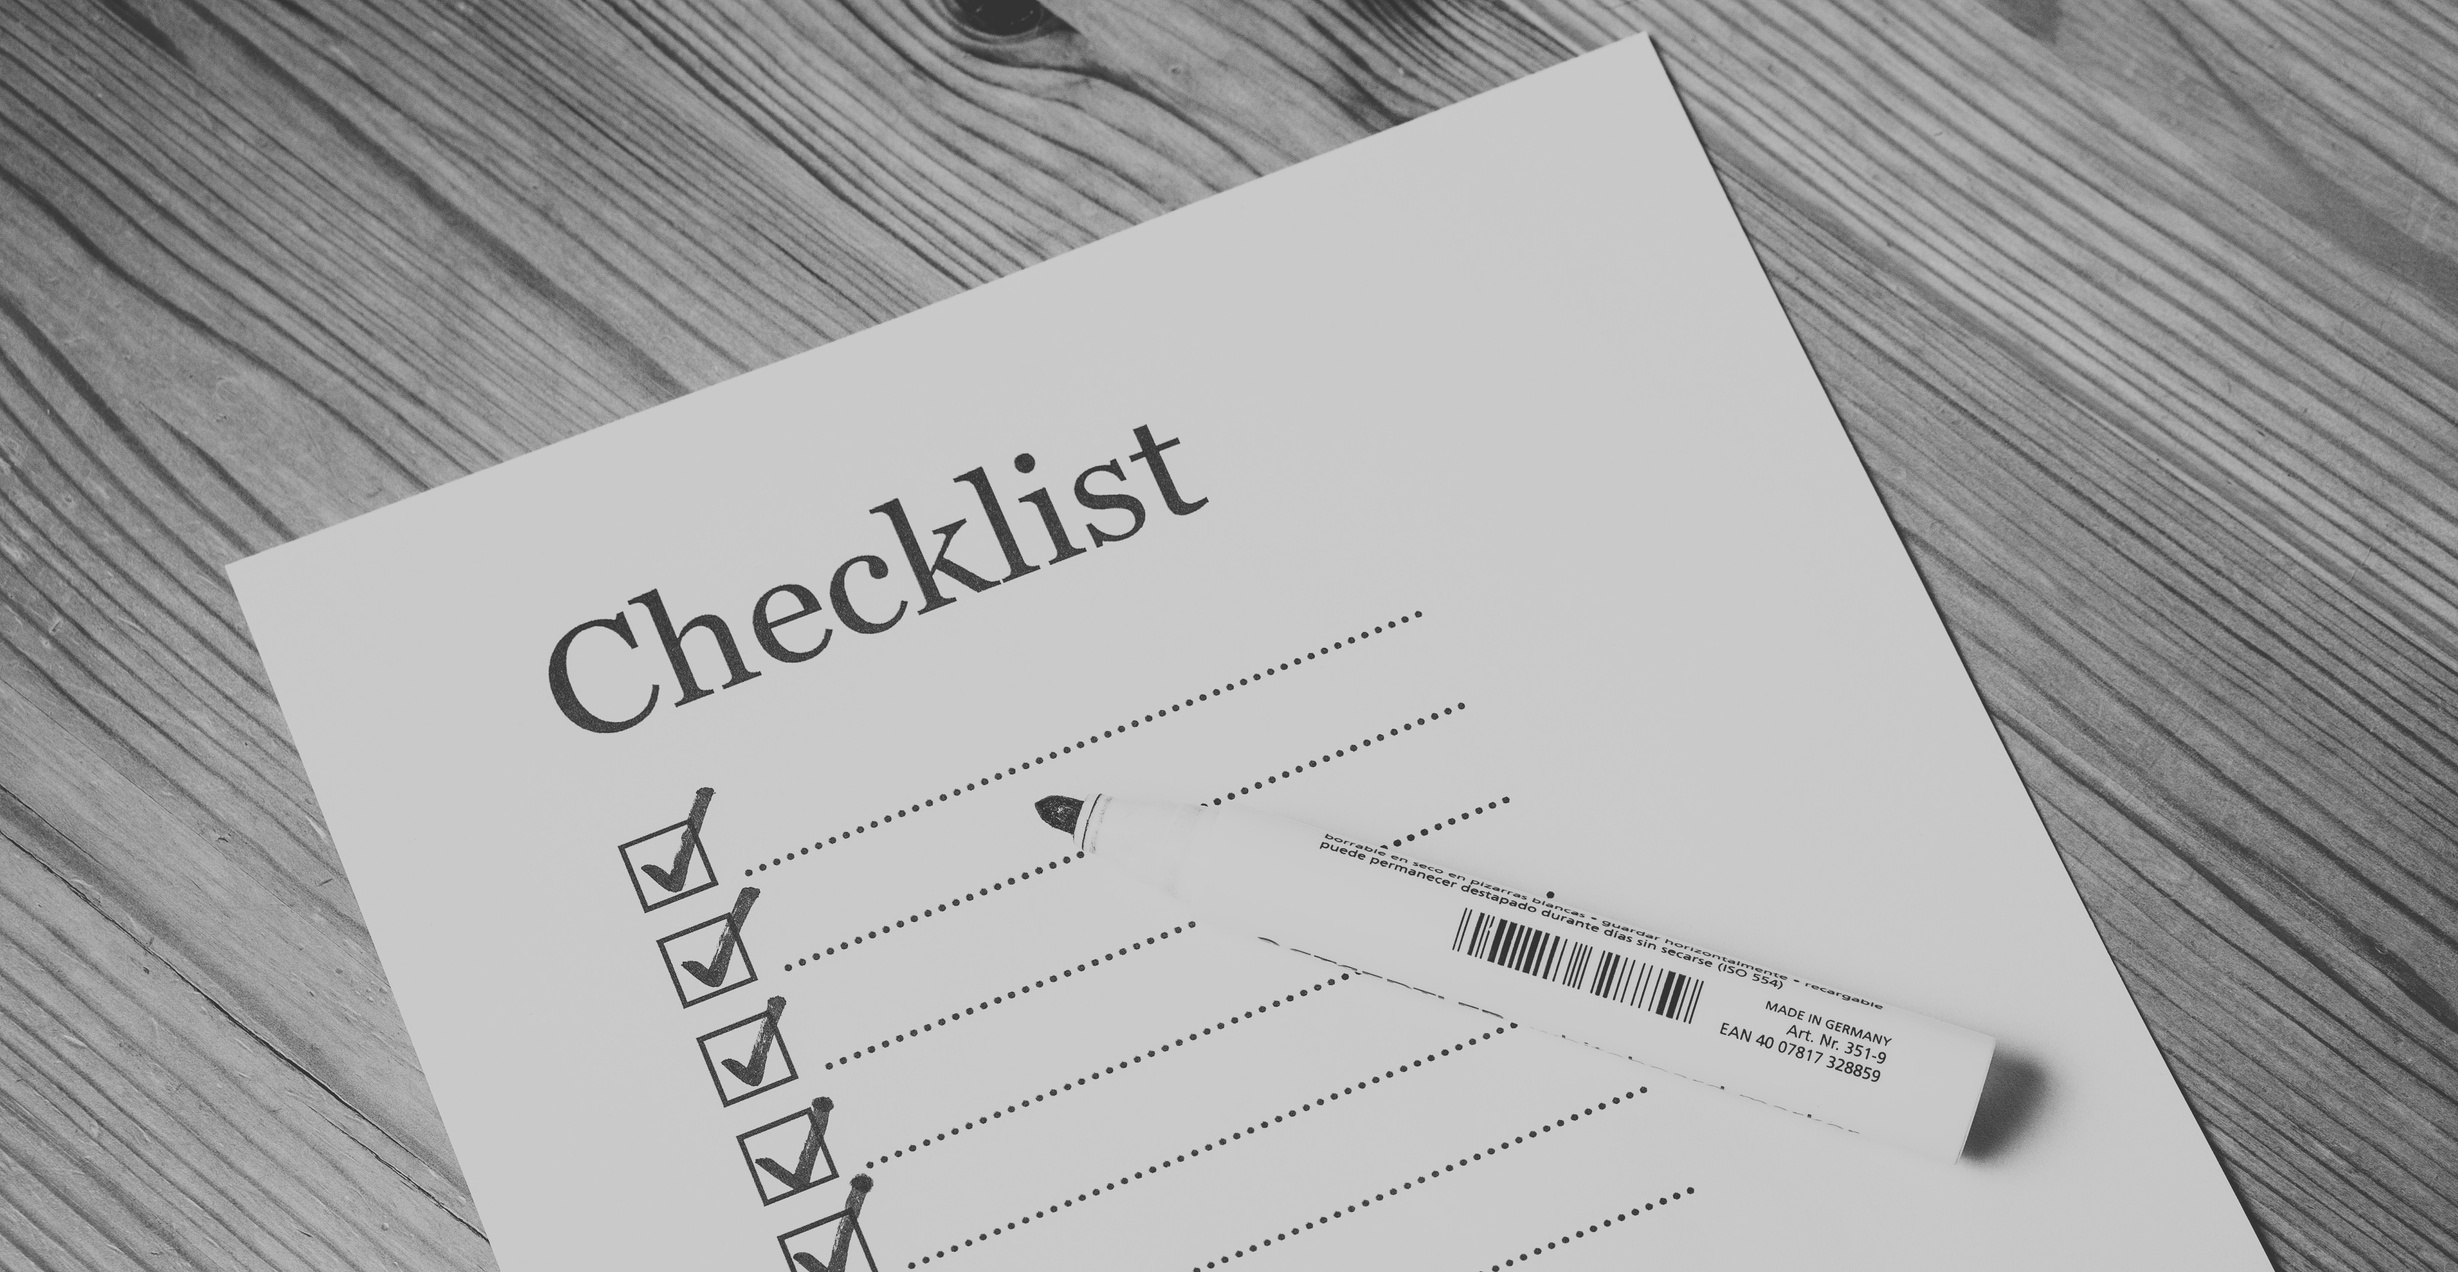 Checklist
borrable en seco en pizarras blancas • guardar horizontalmente • recargable
puede permanecer destapado durante días sin secarse (ISO 554)
MADE IN GERMANY
Art. Nr. 351-9
EAN 40 07817 328859